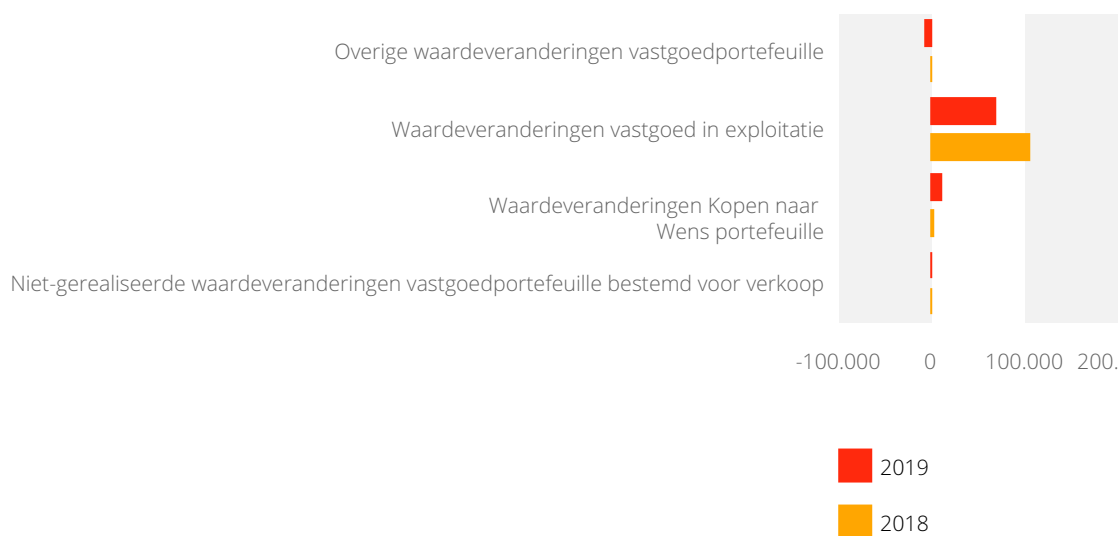 Overige waardeveranderingen vastgoedportefeuille
Waardeveranderingen vastgoed in exploitatie
Waardeveranderingen Kopen naar
Wens portefeuille
Niet-gerealiseerde waardeveranderingen vastgoedportefeuille bestemd voor verkoop
-100.000 0 100.000 200.
2019
2018